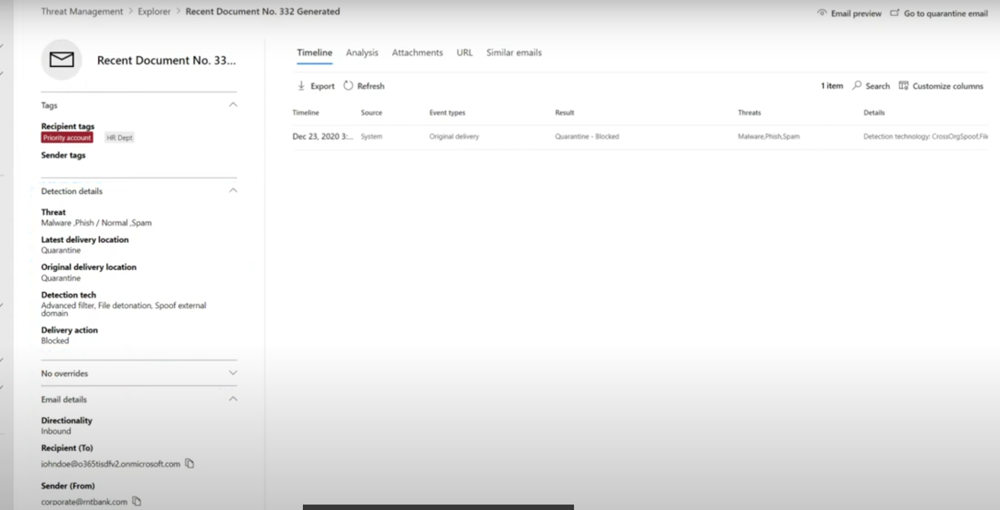 Threat Management > Explorer > Recent Document No. 332 Generated
Email preview
Go to quarantine email
Recent Document No. 33...
Tags
Recipient tags
Priority account
HR Dept
Sender tags
Detection details
Threat
Malware ,Phish / Normal ,Spam
Latest delivery location
Quarantine
Original delivery location
Quarantine
Detection tech
Advanced filter, File detonation, Spoof external
domain
Delivery action
Blocked
No overrides
Email details
Directionality
Inbound
Recipient (To)
johndoe@o365tisdfv2.onmicrosoft.com
Sender (From)
corporate@rntbank.com
Timeline Analysis Attachments URL Similar emails
Export Refresh
1 item Search Customize columns
Timeline Source Event types Result Threats Details
Dec 23, 2020 3:... System Original delivery Quarantine - Blocked Malware,Phish,Spam Detection technology: CrossOrgSpoof,File